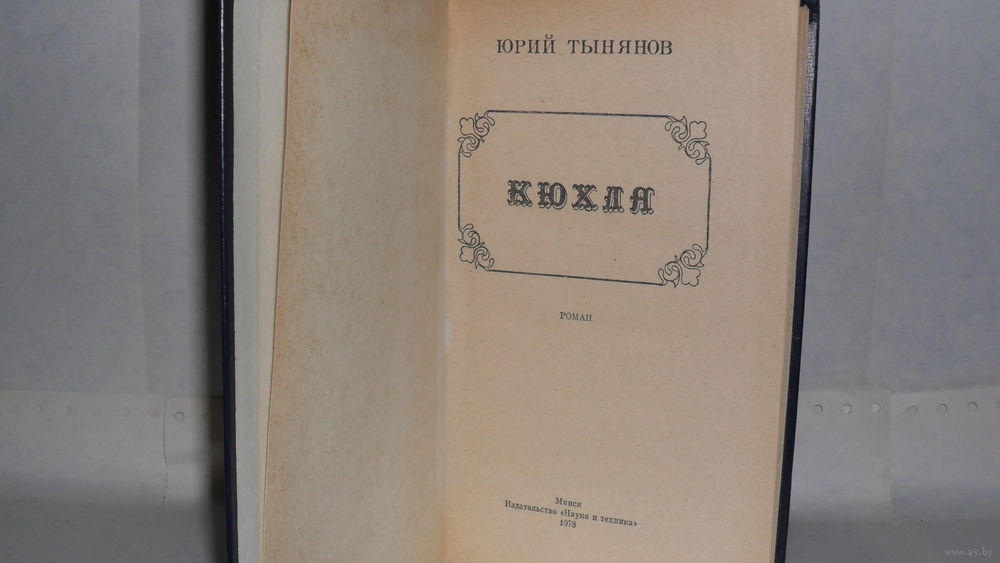 ЮРИЙ ТЫНЯНОВ
КЮХЛЯ
РОМАН
Минск
Издательство «Наука и техника»
1978
www.ay.by